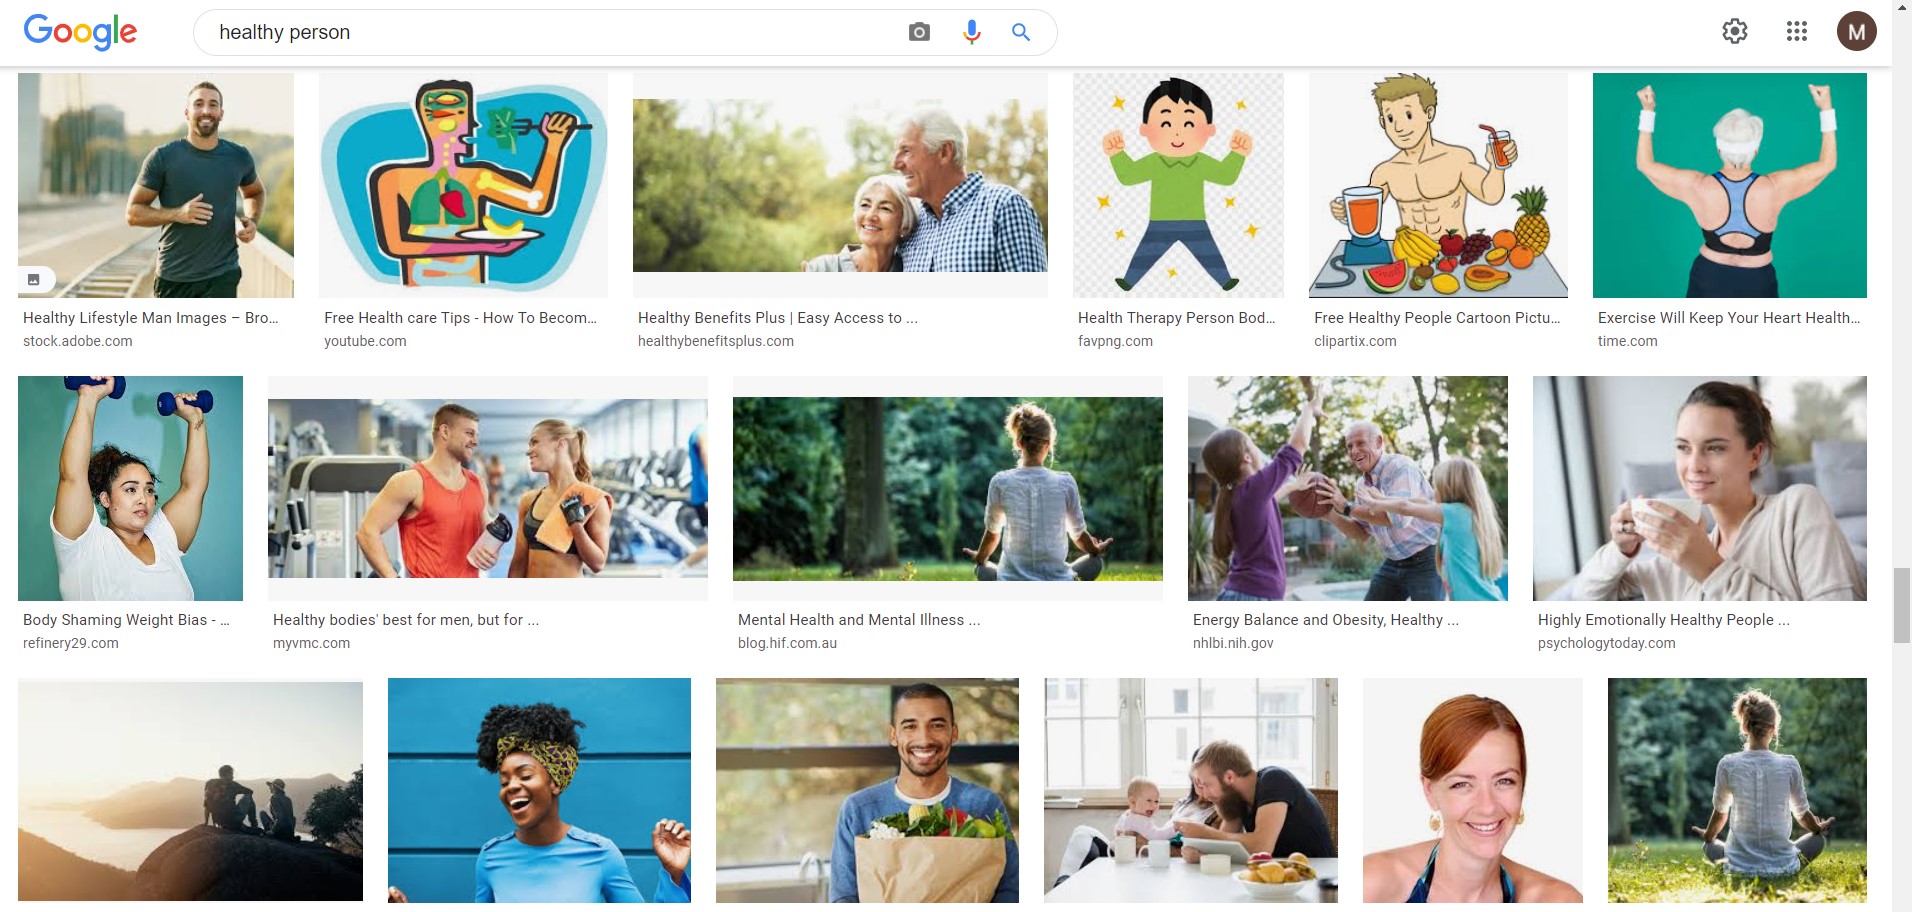 Google
healthy person
M
Healthy Lifestyle Man Images – Bro...
stock.adobe.com
Free Health care Tips - How To Becom...
youtube.com
Healthy Benefits Plus | Easy Access to ...
healthybenefitsplus.com
Health Therapy Person Bod...
favpng.com
Free Healthy People Cartoon Pictu...
clipartix.com
Exercise Will Keep Your Heart Health...
time.com
Body Shaming Weight Bias - ...
refinery29.com
Healthy bodies' best for men, but for ...
myvmc.com
Mental Health and Mental Illness ...
blog.hif.com.au
Energy Balance and Obesity, Healthy ...
nhlbi.nih.gov
Highly Emotionally Healthy People ...
psychologytoday.com